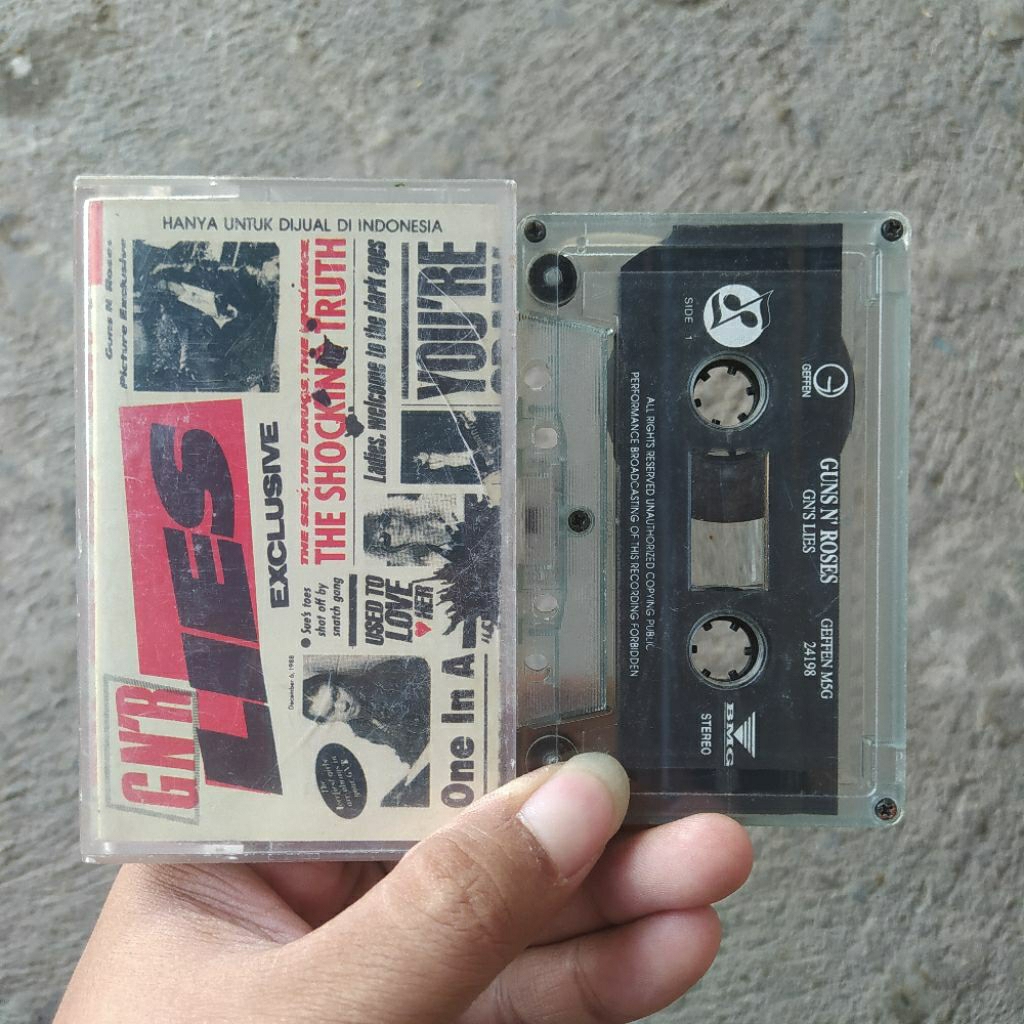 HANYA UNTUK DIJUAL DI INDONESIA
Guns N Roses
Picture Exclusive
GN'R
LIES
EXCLUSIVE
THE SEX, THE DRUGS, THE VIOLENCE,
THE SHOCKING TRUTH
Ladies, welcome to the dark ages
YOU'RE
Sue's toes
shot off by
snatch gang
USED TO
LOVE
HER
December 6, 1988
One In A
SIDE 1
GEFFEN
GUNS N' ROSES
GN'S LIES
GEFFEN M5G
24198
ALL RIGHTS RESERVED UNAUTHORIZED COPYING PUBLIC
PERFORMANCE BROADCASTING OF THIS RECORDING FORBIDDEN
BMG
STEREO